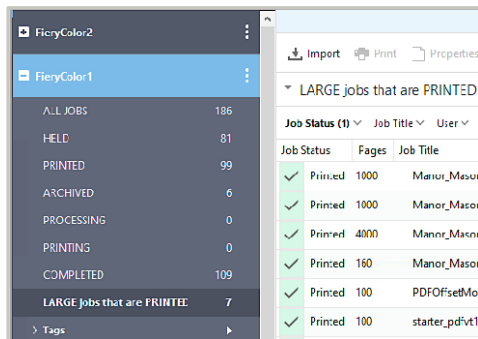 FieryColor2
FieryColor1
ALL JOBS 186
HELD 81
PRINTED 99
ARCHIVED 6
PROCESSING 0
PRINTING 0
COMPLETED 109
LARGE jobs that are PRINTED 7
Tags
Import Print Properties
LARGE jobs that are PRINTED
Job Status (1) Job Title User
Job Status Pages Job Title
Printed 1000 Manor_Mason
Printed 1000 Manor_Mason
Printed 4000 Manor_Mason
Printed 160 Manor_Mason
Printed 100 PDFOffsetMo
Printed 100 starter_pdfvt1